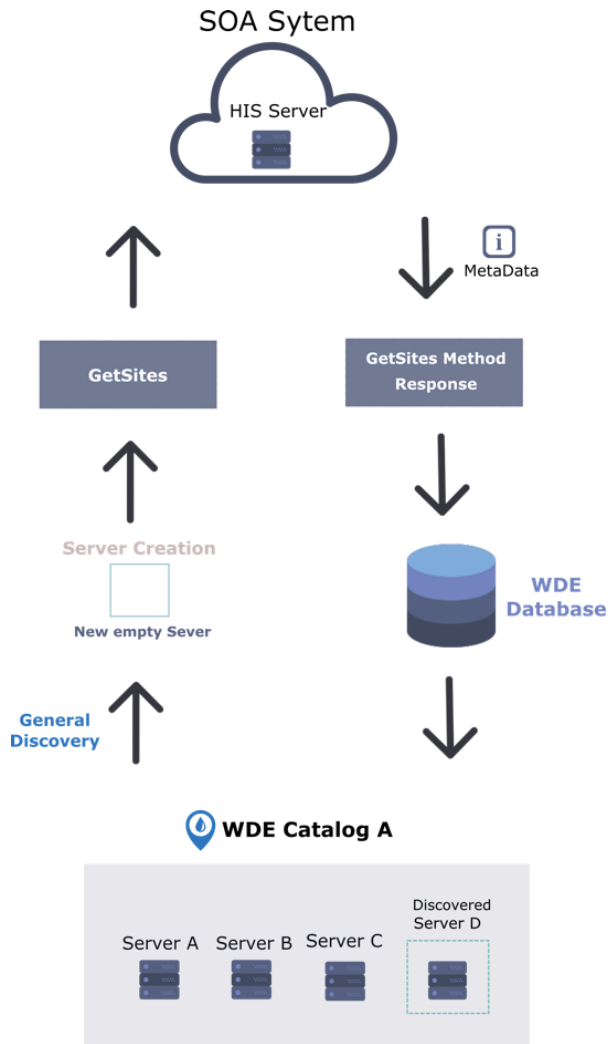 SOA Sytem
HIS Server
MetaData
GetSites
GetSites Method
Response
Server Creation
New empty Sever
WDE
Database
General
Discovery
WDE Catalog A
Server A
Server B
Server C
Discovered
Server D